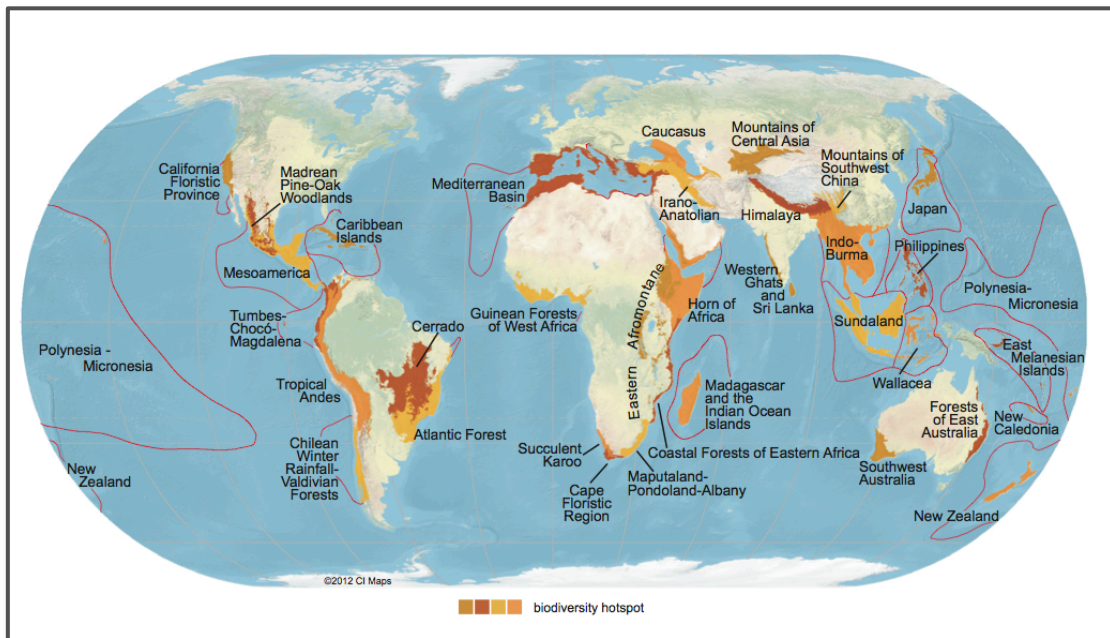 California
Floristic
Province
Madrean
Pine-Oak
Woodlands
Caribbean
Islands
Mesoamerica
Tumbes-
Chocó-
Magdalena
Cerrado
Polynesia -
Micronesia
Tropical
Andes
Atlantic Forest
Chilean
Winter
Rainfall-
Valdivian
Forests
New
Zealand
Mediterranean
Basin
Caucasus
Mountains of
Central Asia
Mountains of
Southwest
China
Irano-
Anatolian
Himalaya
Japan
Indo-
Burma
Philippines
Western
Ghats
and
Sri Lanka
Polynesia-
Micronesia
Guinean Forests
of West Africa
Eastern Afromontane
Horn of
Africa
Sundaland
Wallacea
East
Melanesian
Islands
Madagascar
and the
Indian Ocean
Islands
Succulent
Karoo
Cape
Floristic
Region
Coastal Forests of Eastern Africa
Maputaland-
Pondoland-Albany
Forests
of East
Australia
New
Caledonia
Southwest
Australia
New Zealand
©2012 CI Maps
biodiversity hotspot